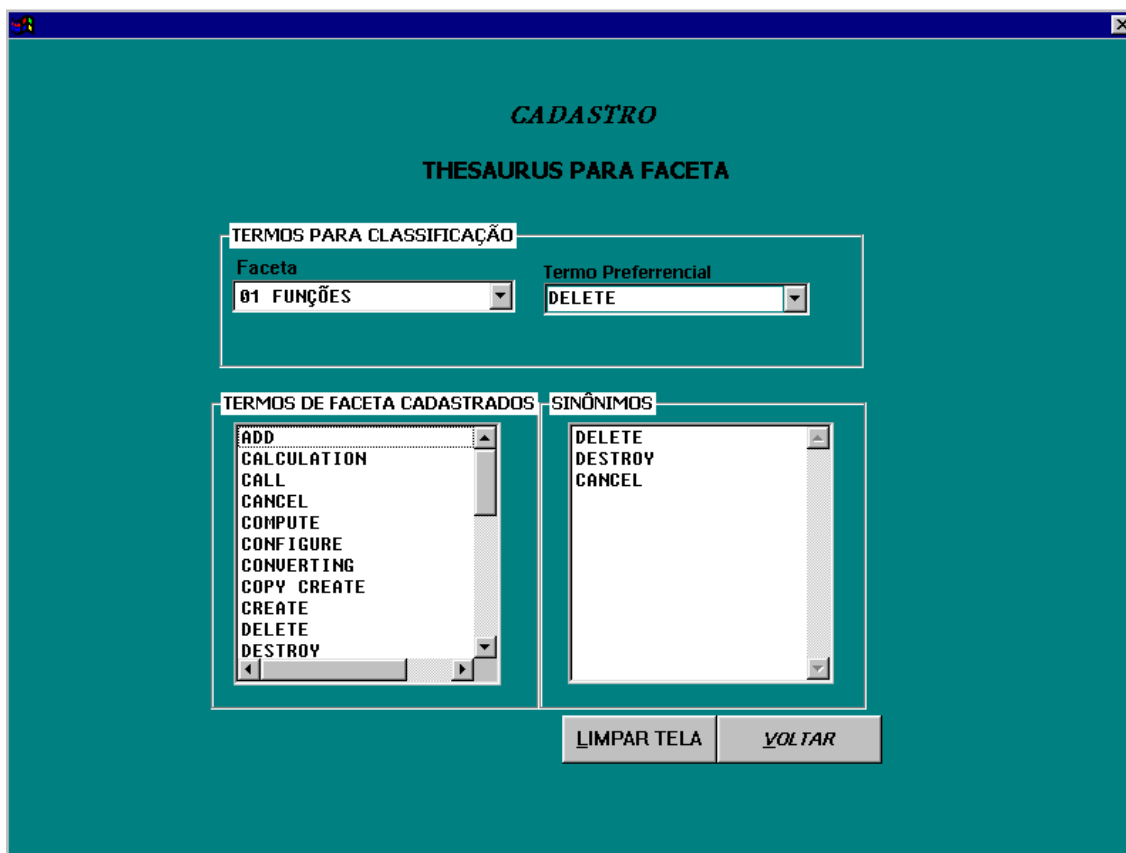 CADASTRO
THESAURUS PARA FACETA
TERMOS PARA CLASSIFICAÇÃO
Faceta
Termo Preferrencial
01 FUNÇÕES
DELETE
TERMOS DE FACETA CADASTRADOS
ADD
CALCULATION
CALL
CANCEL
COMPUTE
CONFIGURE
CONVERTING
COPY CREATE
CREATE
DELETE
DESTROY
SINÔNIMOS
DELETE
DESTROY
CANCEL
LIMPAR TELA
VOLTAR